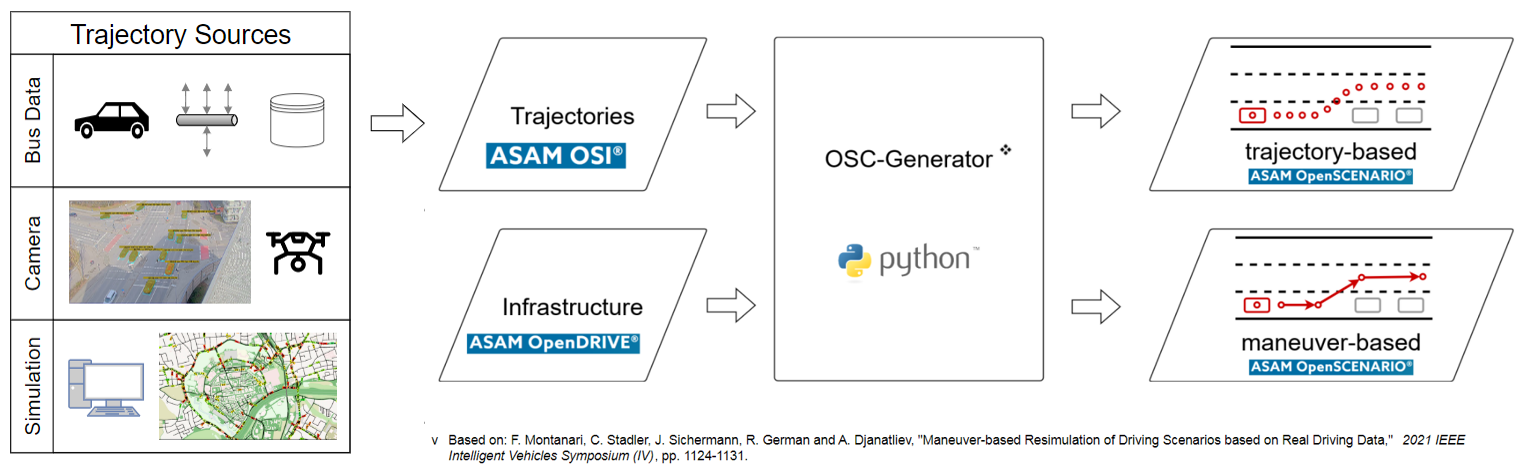 Trajectory Sources
Bus Data
Camera
Simulation
Trajectories
ASAM OSI®
Infrastructure
ASAM OpenDRIVE®
OSC-Generator ❖
python™
trajectory-based
ASAM OpenSCENARIO®
maneuver-based
ASAM OpenSCENARIO®
v Based on: F. Montanari, C. Stadler, J. Sichermann, R. German and A. Djanatliev, "Maneuver-based Resimulation of Driving Scenarios based on Real Driving Data," 2021 IEEE
Intelligent Vehicles Symposium (IV), pp. 1124-1131.